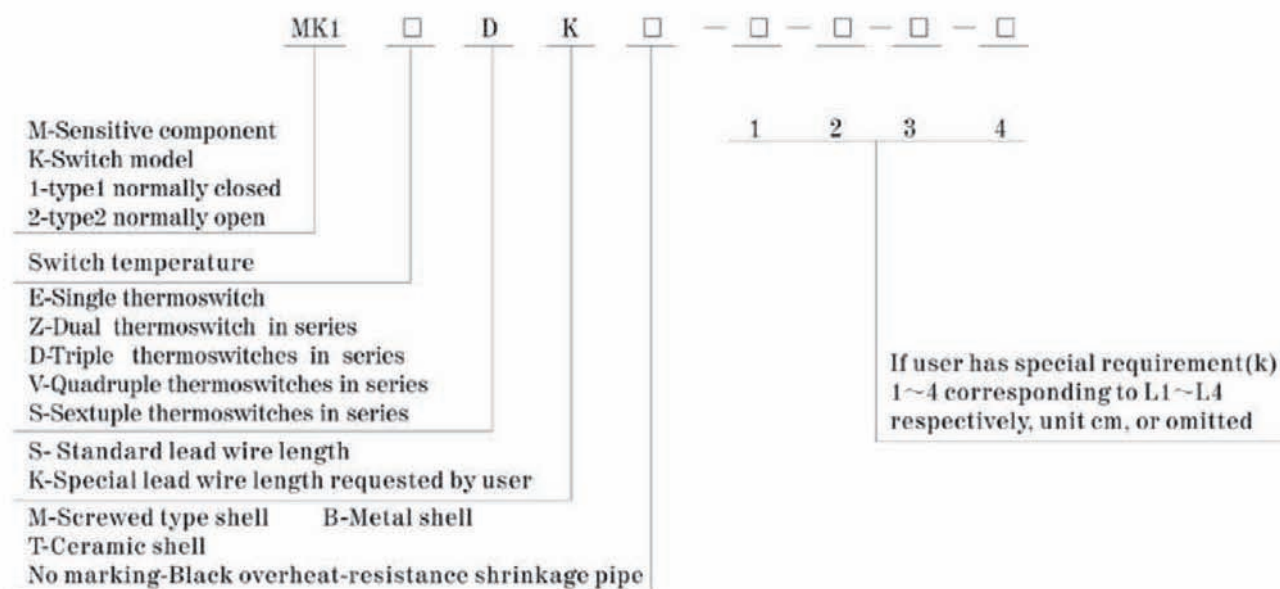 MK1 □ D K □ — □ — □ — □ — □
1 2 3 4
M-Sensitive component
K-Switch model
1-type1 normally closed
2-type2 normally open
Switch temperature
E-Single thermoswitch
Z-Dual thermoswitch in series
D-Triple thermoswitches in series
V-Quadruple thermoswitches in series
S-Sextuple thermoswitches in series
If user has special requirement(k)
1~4 corresponding to L1~L4
respectively, unit cm, or omitted
S- Standard lead wire length
K-Special lead wire length requested by user
M-Screwed type shell B-Metal shell
T-Ceramic shell
No marking-Black overheat-resistance shrinkage pipe